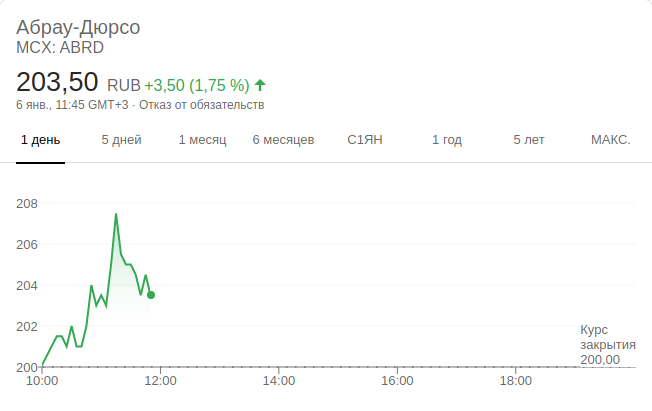 Абрау-Дюрсо
MCX: ABRD
203,50 RUB +3,50 (1,75 %)
6 янв., 11:45 GMT+3 · Отказ от обязательств
1 день 5 дней 1 месяц 6 месяцев С1ЯН 1 год 5 лет МАКС.
208
206
204
202
Курс
закрытия
200,00
200
10:00 12:00 14:00 16:00 18:00